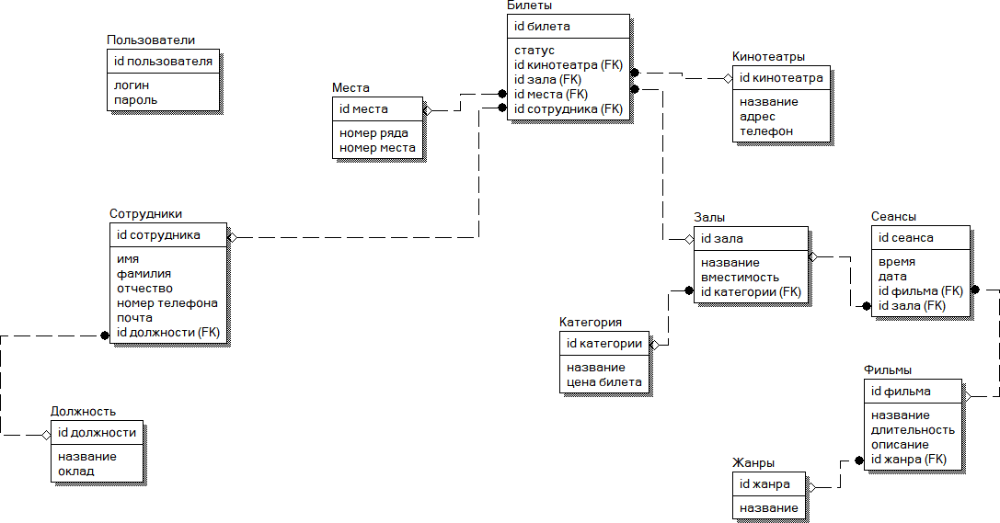 Билеты
id билета
статус
id кинотеатра (FK)
id зала (FK)
id места (FK)
id сотрудника (FK)
Пользователи
id пользователя
логин
пароль
Места
id места
номер ряда
номер места
Кинотеатры
id кинотеатра
название
адрес
телефон
Сотрудники
id сотрудника
имя
фамилия
отчество
номер телефона
почта
id должности (FK)
Залы
id зала
название
вместимость
id категории (FK)
Сеансы
id сеанса
время
дата
id фильма (FK)
id зала (FK)
Категория
id категории
название
цена билета
Фильмы
id фильма
название
длительность
описание
id жанра (FK)
Должность
id должности
название
оклад
Жанры
id жанра
название